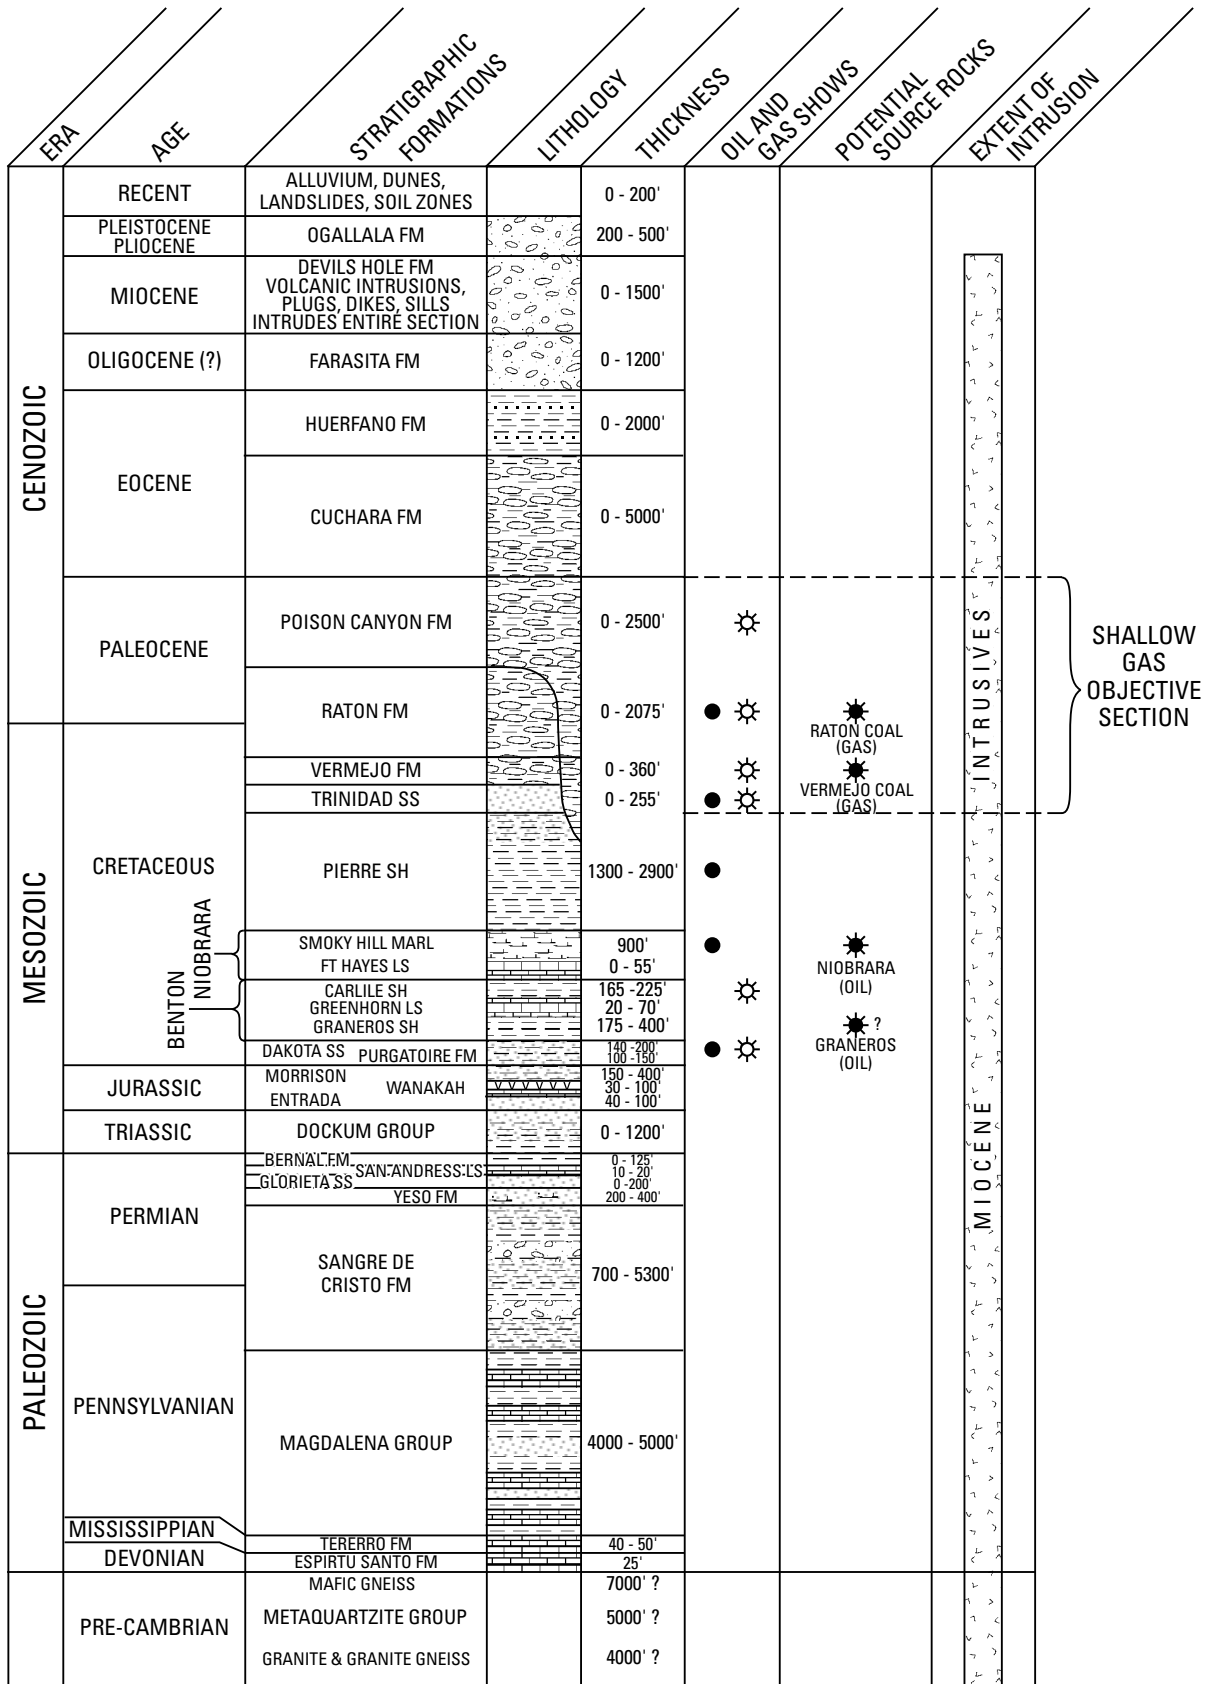 ERA
AGE
STRATIGRAPHIC
FORMATIONS
LITHOLOGY
THICKNESS
OIL AND
GAS SHOWS
POTENTIAL
SOURCE ROCKS
EXTENT OF
INTRUSION
CENOZOIC
RECENT
ALLUVIUM, DUNES,
LANDSLIDES, SOIL ZONES
0 - 200'
PLEISTOCENE
PLIOCENE
OGALLALA FM
200 - 500'
MIOCENE
DEVILS HOLE FM
VOLCANIC INTRUSIONS,
PLUGS, DIKES, SILLS
INTRUDES ENTIRE SECTION
0 - 1500'
OLIGOCENE (?)
FARASITA FM
0 - 1200'
EOCENE
HUERFANO FM
0 - 2000'
CUCHARA FM
0 - 5000'
PALEOCENE
POISON CANYON FM
0 - 2500'
RATON FM
0 - 2075'
RATON COAL
(GAS)
MESOZOIC
CRETACEOUS
VERMEJO FM
0 - 360'
VERMEJO COAL
(GAS)
TRINIDAD SS
0 - 255'
SHALLOW
GAS
OBJECTIVE
SECTION
PIERRE SH
1300 - 2900'
NIOBRARA
SMOKY HILL MARL
900'
FT HAYES LS
0 - 55'
NIOBRARA
(OIL)
BENTON
CARLILE SH
165 -225'
GREENHORN LS
20 - 70'
GRANEROS SH
175 - 400'
?
GRANEROS
(OIL)
DAKOTA SS
PURGATOIRE FM
140 -200'
100 -150'
JURASSIC
MORRISON
WANAKAH
ENTRADA
150 - 400'
30 - 100'
40 - 100'
TRIASSIC
DOCKUM GROUP
0 - 1200'
PALEOZOIC
PERMIAN
BERNAL FM
SAN ANDRESS LS
GLORIETA SS
YESO FM
0 - 125'
10 - 20'
0 -200'
200 - 400'
SANGRE DE
CRISTO FM
700 - 5300'
PENNSYLVANIAN
MAGDALENA GROUP
4000 - 5000'
MISSISSIPPIAN
TERERRO FM
40 - 50'
DEVONIAN
ESPIRTU SANTO FM
25'
PRE-CAMBRIAN
MAFIC GNEISS
7000' ?
METAQUARTZITE GROUP
5000' ?
GRANITE & GRANITE GNEISS
4000' ?
MIOCENE INTRUSIVES